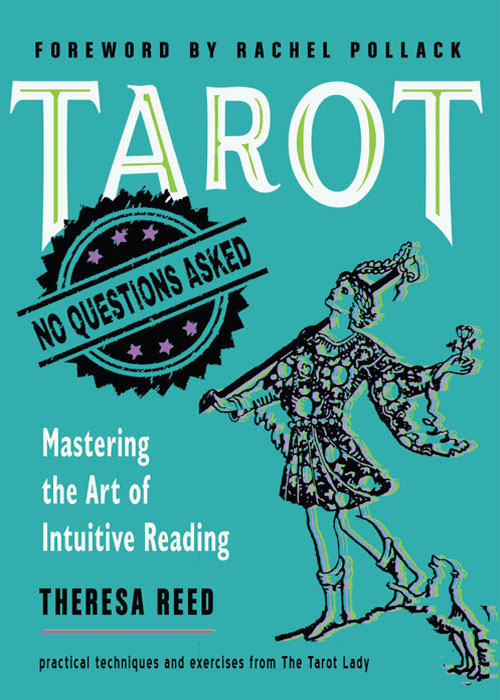 FOREWORD BY RACHEL POLLACK
TAROT
NO QUESTIONS ASKED
Mastering
the Art of
Intuitive Reading
THERESA REED
practical techniques and exercises from The Tarot Lady